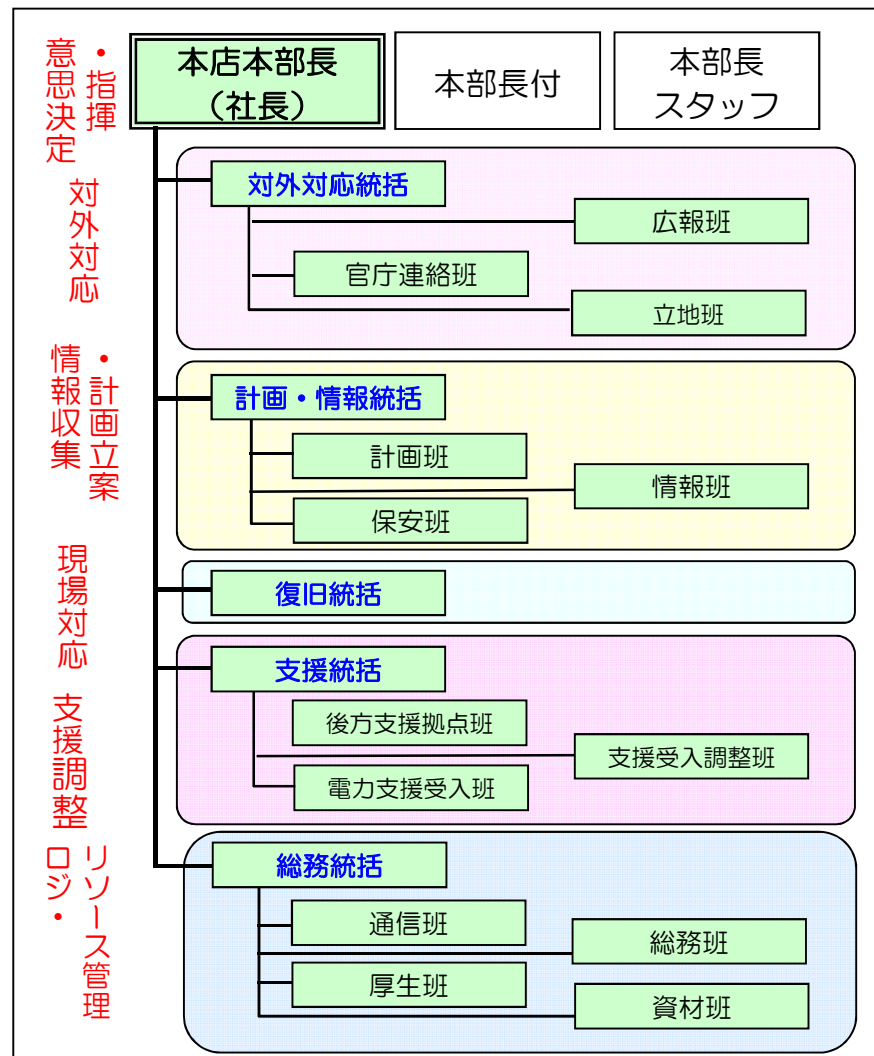 意思決定
・指揮
本店本部長
（社長）
本部長付
本部長
スタッフ
対外対応
対外対応統括
広報班
官庁連絡班
立地班
情報収集
・計画立案
計画・情報統括
計画班
情報班
保安班
現場対応
復旧統括
支援調整
支援統括
後方支援拠点班
支援受入調整班
電力支援受入班
ロジ・
リソース管理
総務統括
通信班
総務班
厚生班
資材班